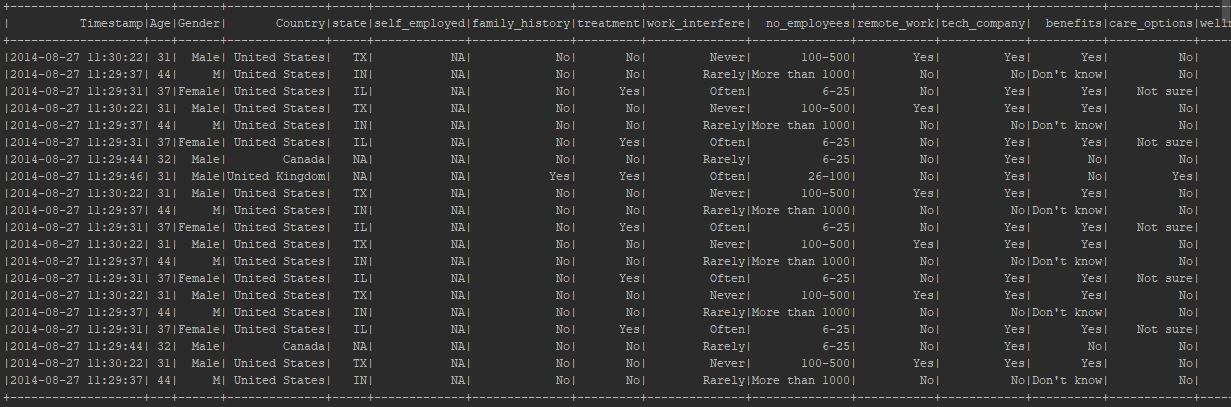 |          Timestamp|Age|Gender|       Country|state|self_employed|family_history|treatment|work_interfere|  no_employees|remote_work|tech_company|  benefits|care_options|
|2014-08-27 11:30:22| 31|  Male| United States|   TX|           NA|            No|       No|         Never|       100-500|        Yes|         Yes|       Yes|          No|
|2014-08-27 11:29:37| 44|     M| United States|   IN|           NA|            No|       No|        Rarely|More than 1000|         No|          No|Don't know|          No|
|2014-08-27 11:29:31| 37|Female| United States|   IL|           NA|            No|      Yes|         Often|          6-25|         No|         Yes|       Yes|    Not sure|
|2014-08-27 11:30:22| 31|  Male| United States|   TX|           NA|            No|       No|         Never|       100-500|        Yes|         Yes|       Yes|          No|
|2014-08-27 11:29:37| 44|     M| United States|   IN|           NA|            No|       No|        Rarely|More than 1000|         No|          No|Don't know|          No|
|2014-08-27 11:29:31| 37|Female| United States|   IL|           NA|            No|      Yes|         Often|          6-25|         No|         Yes|       Yes|    Not sure|
|2014-08-27 11:29:44| 32|  Male|        Canada|   NA|           NA|            No|       No|        Rarely|          6-25|         No|         Yes|        No|          No|
|2014-08-27 11:29:46| 31|  Male|United Kingdom|   NA|           NA|           Yes|      Yes|         Often|        26-100|         No|         Yes|        No|         Yes|
|2014-08-27 11:30:22| 31|  Male| United States|   TX|           NA|            No|       No|         Never|       100-500|        Yes|         Yes|       Yes|          No|
|2014-08-27 11:29:37| 44|     M| United States|   IN|           NA|            No|       No|        Rarely|More than 1000|         No|          No|Don't know|          No|
|2014-08-27 11:29:31| 37|Female| United States|   IL|           NA|            No|      Yes|         Often|          6-25|         No|         Yes|       Yes|    Not sure|
|2014-08-27 11:30:22| 31|  Male| United States|   TX|           NA|            No|       No|         Never|       100-500|        Yes|         Yes|       Yes|          No|
|2014-08-27 11:29:37| 44|     M| United States|   IN|           NA|            No|       No|        Rarely|More than 1000|         No|          No|Don't know|          No|
|2014-08-27 11:29:31| 37|Female| United States|   IL|           NA|            No|      Yes|         Often|          6-25|         No|         Yes|       Yes|    Not sure|
|2014-08-27 11:30:22| 31|  Male| United States|   TX|           NA|            No|       No|         Never|       100-500|        Yes|         Yes|       Yes|          No|
|2014-08-27 11:29:37| 44|     M| United States|   IN|           NA|            No|       No|        Rarely|More than 1000|         No|          No|Don't know|          No|
|2014-08-27 11:29:31| 37|Female| United States|   IL|           NA|            No|      Yes|         Often|          6-25|         No|         Yes|       Yes|    Not sure|
|2014-08-27 11:29:44| 32|  Male|        Canada|   NA|           NA|            No|       No|        Rarely|          6-25|         No|         Yes|        No|          No|
|2014-08-27 11:30:22| 31|  Male| United States|   TX|           NA|            No|       No|         Never|       100-500|        Yes|         Yes|       Yes|          No|
|2014-08-27 11:29:37| 44|     M| United States|   IN|           NA|            No|       No|        Rarely|More than 1000|         No|          No|Don't know|          No|